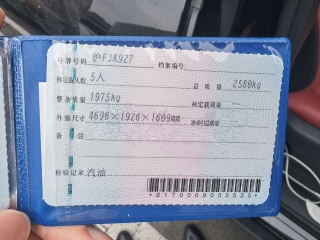 号牌号码 沪FJK927 档案编号
核定载人数 5人 总质量 2580kg
整备质量 1975kg 核定载质量
外廓尺寸 4696×1926×1689mm 准牵引总质量
备注
检验记录 汽油
*3170009035525*